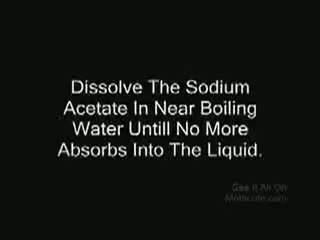 Dissolve The Sodium
Acetate In Near Boiling
Water Untill No More
Absorbs Into The Liquid.
See It All On